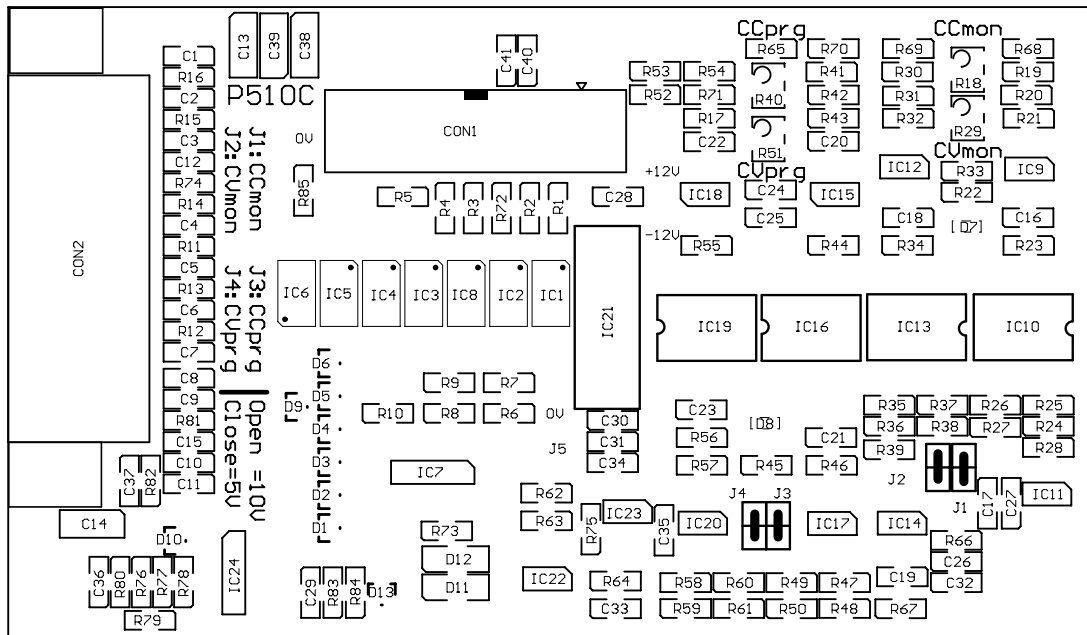 CCprg CCmon
C13 C39 C38 C41 C40 R65 R70 R69 R18 R68
C1
R16 R53 R54 R41 R30 R19
C2 P510C R52 R71 R40 R42 R31 R20
R15 CON1 R17 R43 R32 R29 R21
C3 0V C22 R51 C20
C12 CVprg CVmon
R74 R85 +12V IC12 R33 IC9
R14 R5 R4 R3 R72 R2 R1 C28 IC18 C24 IC15 R22
C4 C25 C18 [D7] C16
R11 -12V R55 R44 R34 R23
J1:CCmon
J2:CVmon
CON2
C5
R13 IC6 IC5 IC4 IC3 IC8 IC2 IC1
C6
R12 IC21 IC19 IC16 IC13 IC10
C7
J3:CCprg
J4:CVprg
C8 D6
C9 D5 R9 R7
R81 D9 R10 R8 R6 0V C30 C23 R35 R37 R26 R25
C15 D4 C31 R56 [D8] C21 R36 R38 R27 R24
C10 D3 J5 C34 R57 R45 R46 R39 R28
C11 IC7 J2
Open =10V
Close=5V
C37 R82 D2 R62 J4 J3 C17 C27 IC11
C14 D1 R63 R75 IC23 C35 IC20 IC17 IC14 J1
D10 R73 R66
IC24 D12 C26
C36 R80 R76 R77 R78 C29 R83 R84 D13 D11 IC22 R64 R58 R60 R49 R47 C19 C32
R79 C33 R59 R61 R50 R48 R67